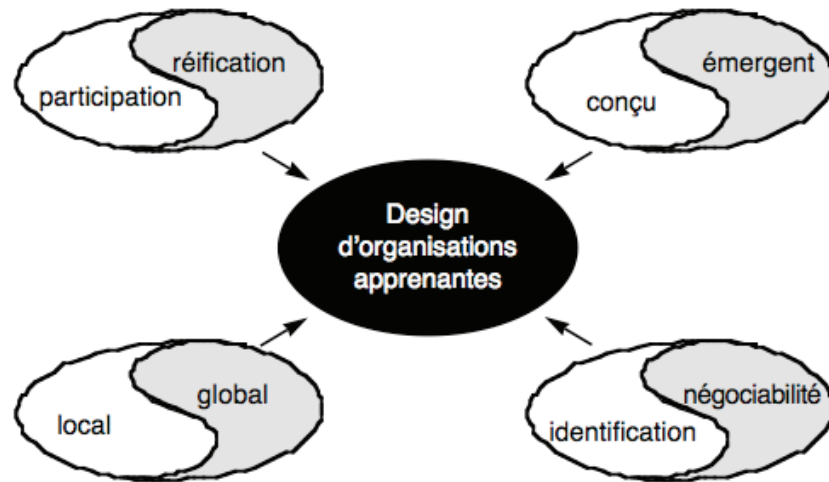 réification
participation
émergent
conçu
Design
d'organisations
apprenantes
global
local
négociabilité
identification